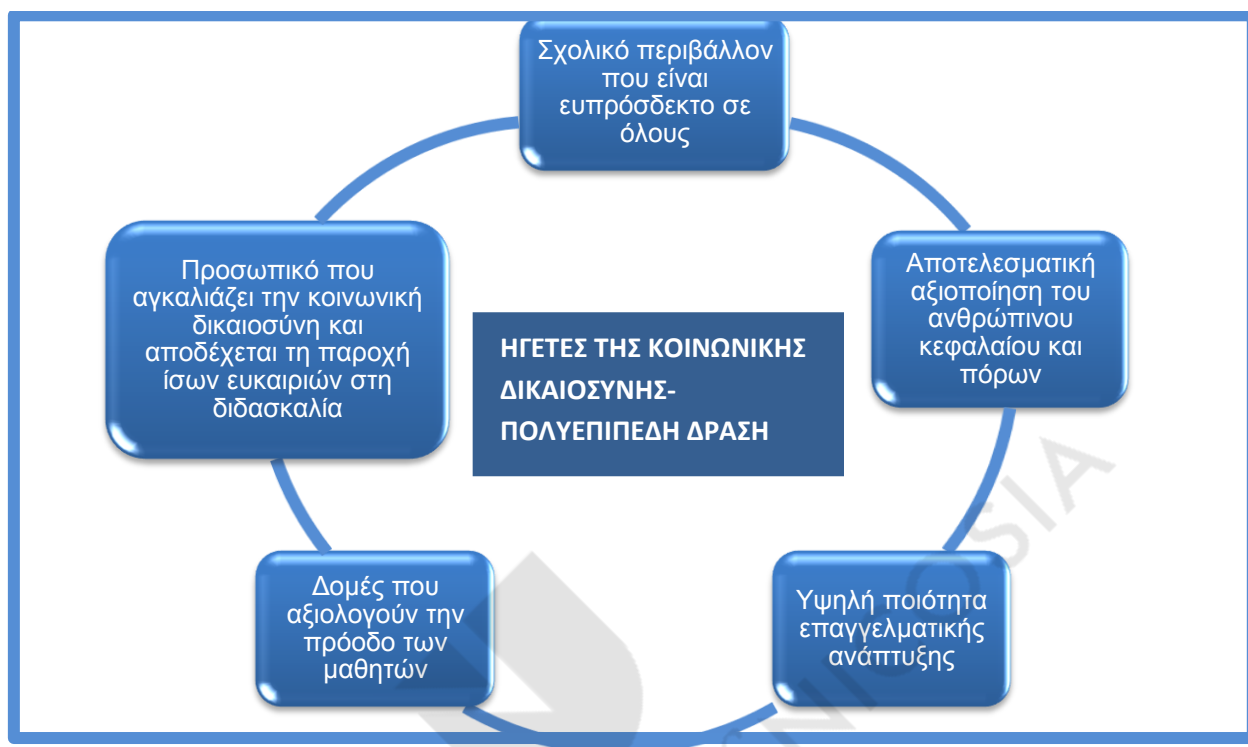 Σχολικό περιβάλλον
που είναι
ευπρόσδεκτο σε
όλους
Αποτελεσματική
αξιοποίηση του
ανθρώπινου
κεφαλαίου και
πόρων
Υψηλή ποιότητα
επαγγελματικής
ανάπτυξης
Δομές που
αξιολογούν την
πρόοδο των
μαθητών
Προσωπικό που
αγκαλιάζει την κοινωνική
δικαιοσύνη και
αποδέχεται τη παροχή
ίσων ευκαιριών στη
διδασκαλία
ΗΓΕΤΕΣ ΤΗΣ ΚΟΙΝΩΝΙΚΗΣ
ΔΙΚΑΙΟΣΥΝΗΣ-
ΠΟΛΥΕΠΙΠΕΔΗ ΔΡΑΣΗ
NICOSIA